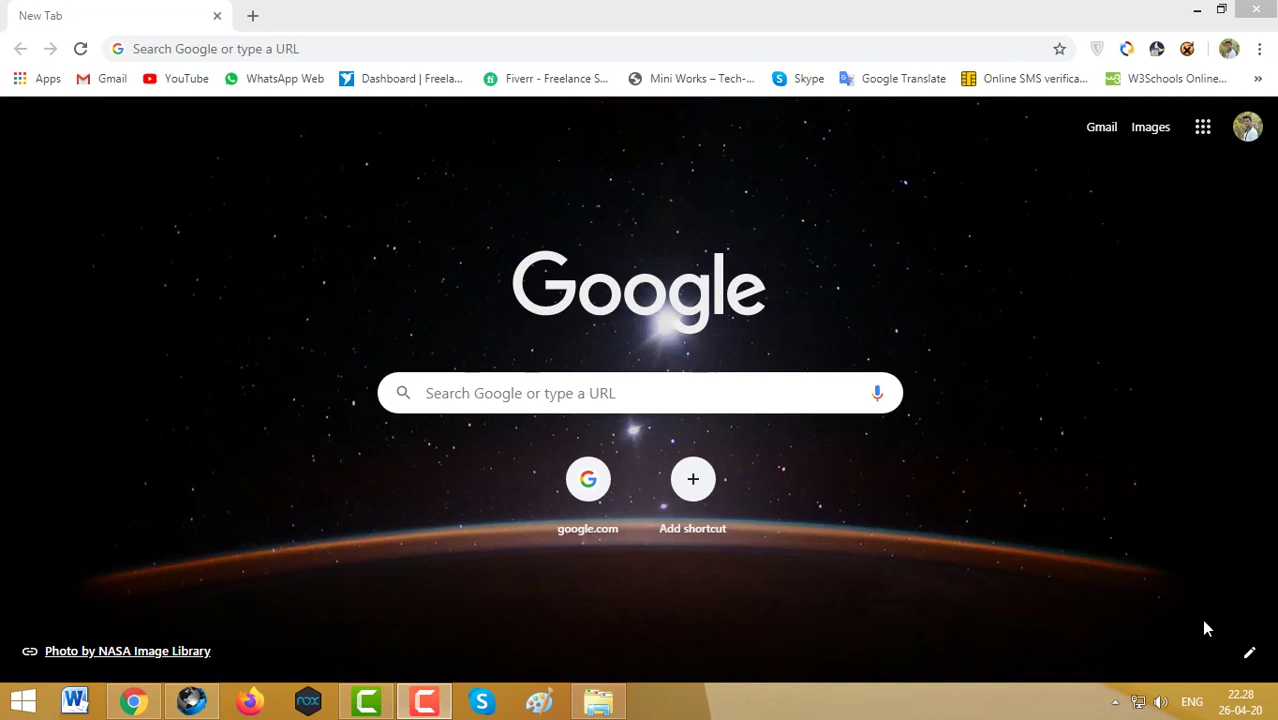 New Tab
Search Google or type a URL
Apps Gmail YouTube WhatsApp Web Dashboard | Freela... Fiverr - Freelance S... Mini Works – Tech-... Skype Google Translate Online SMS verifica... W3Schools Online... »
Gmail Images
Google
Search Google or type a URL
google.com Add shortcut
Photo by NASA Image Library
nox
ENG 22.28
26-04-20